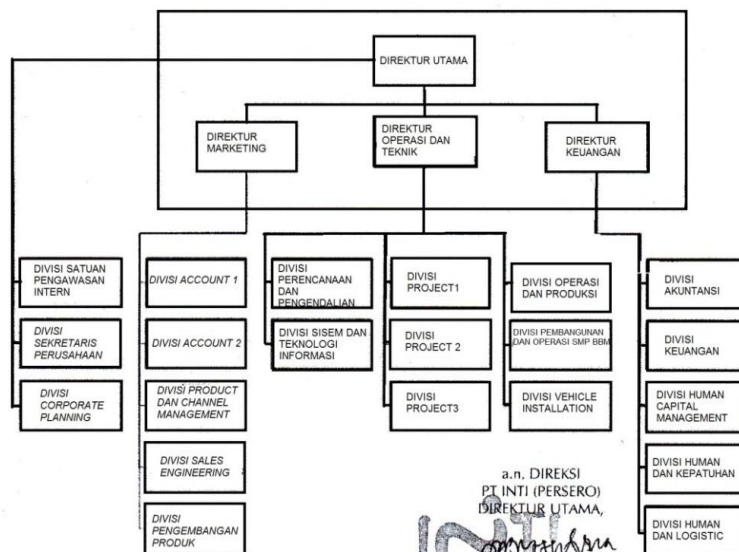 DIREKTUR UTAMA
DIREKTUR
MARKETING
DIREKTUR
OPERASI DAN
TEKNIK
DIREKTUR
KEUANGAN
DIVISI SATUAN
PENGAWASAN
INTERN
DIVISI
SEKRETARIS
PERUSAHAAN
DIVISI
CORPORATE
PLANNING
DIVISI ACCOUNT 1
DIVISI ACCOUNT 2
DIVISI PRODUCT
DAN CHANNEL
MANAGEMENT
DIVISI SALES
ENGINEERING
DIVISI
PENGEMBANGAN
PRODUK
DIVISI
PERENCANAAN
DAN
PENGENDALIAN
DIVISI SISEM DAN
TEKNOLOGI
INFORMASI
DIVISI
PROJECT1
DIVISI
PROJECT 2
DIVISI
PROJECT3
DIVISI OPERASI
DAN PRODUKSI
DIVISI PEMBANGUNAN
DAN OPERASI SMP BBM
DIVISI VEHICLE
INSTALLATION
DIVISI
AKUNTANSI
DIVISI
KEUANGAN
DIVISI HUMAN
CAPITAL
MANAGEMENT
DIVISI HUMAN
DAN KEPATUHAN
DIVISI HUMAN
DAN LOGISTIC
a.n, DIREKSI
PT INTI (PERSERO)
DIREKTUR UTAMA,
INTI